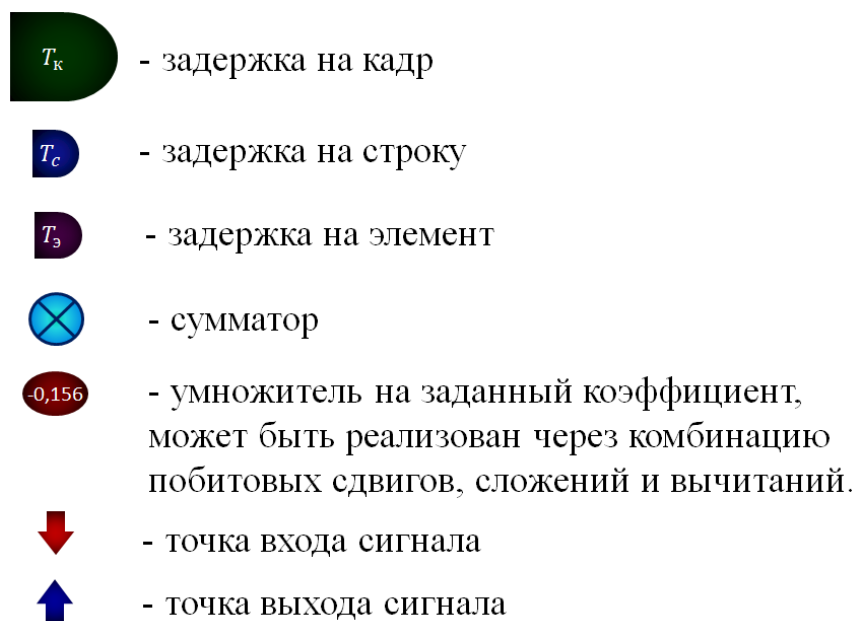 Tк - задержка на кадр
Tс - задержка на строку
Tэ - задержка на элемент
- сумматор
-0,156 - умножитель на заданный коэффициент,
может быть реализован через комбинацию
побитовых сдвигов, сложений и вычитаний.
- точка входа сигнала
- точка выхода сигнала